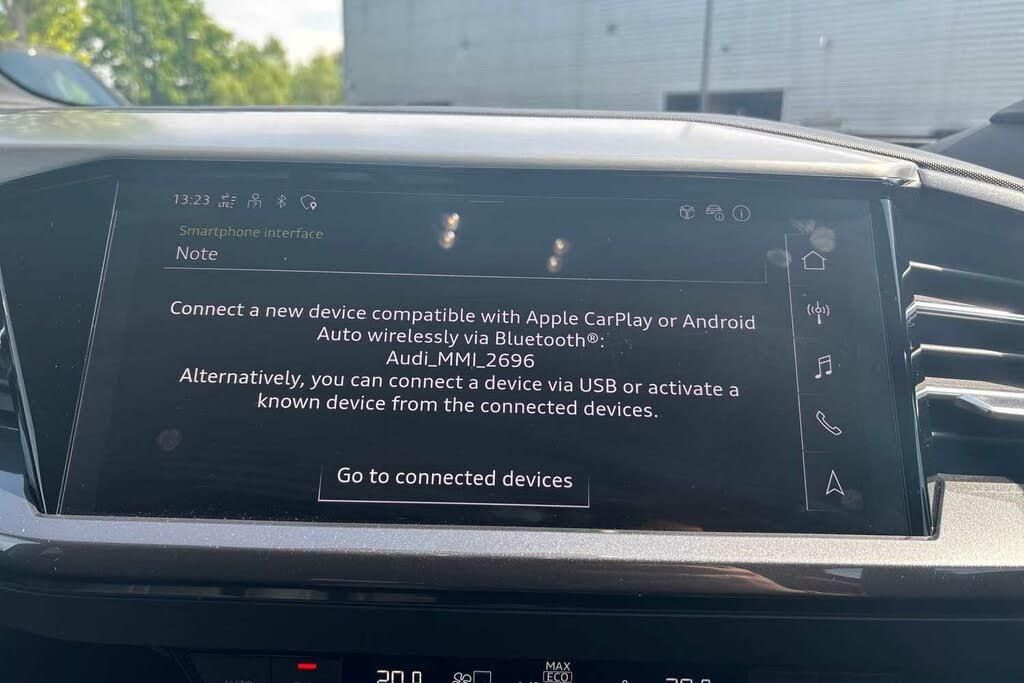 13:23 LTE
Smartphone interface
Note
Connect a new device compatible with Apple CarPlay or Android
Auto wirelessly via Bluetooth®:
Audi_MMI_2696
Alternatively, you can connect a device via USB or activate a
known device from the connected devices.
Go to connected devices
MAX
ECO